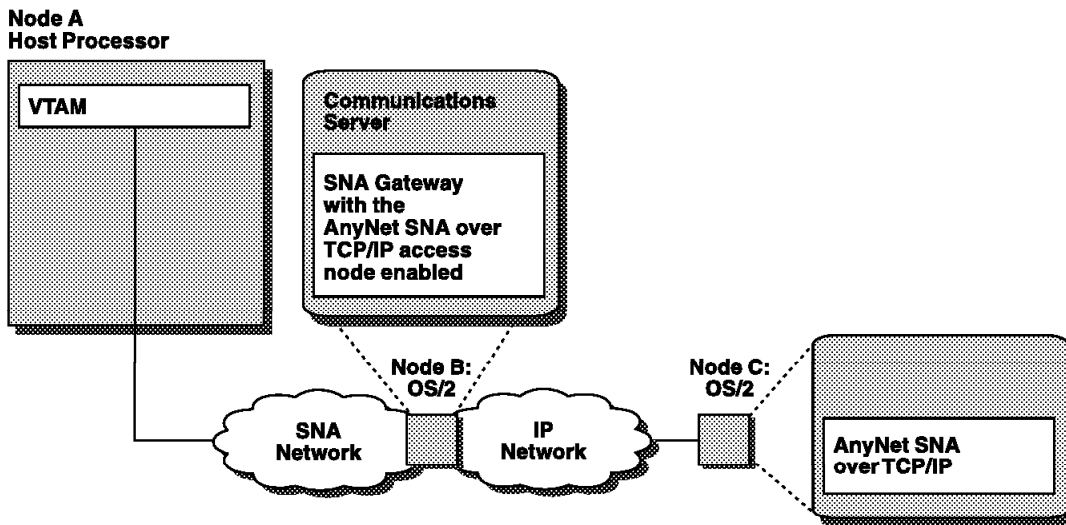 Node A
Host Processor
VTAM
Communications
Server
SNA Gateway
with the
AnyNet SNA over
TCP/IP access
node enabled
Node B:
OS/2
Node C:
OS/2
SNA
Network
IP
Network
AnyNet SNA
over TCP/IP